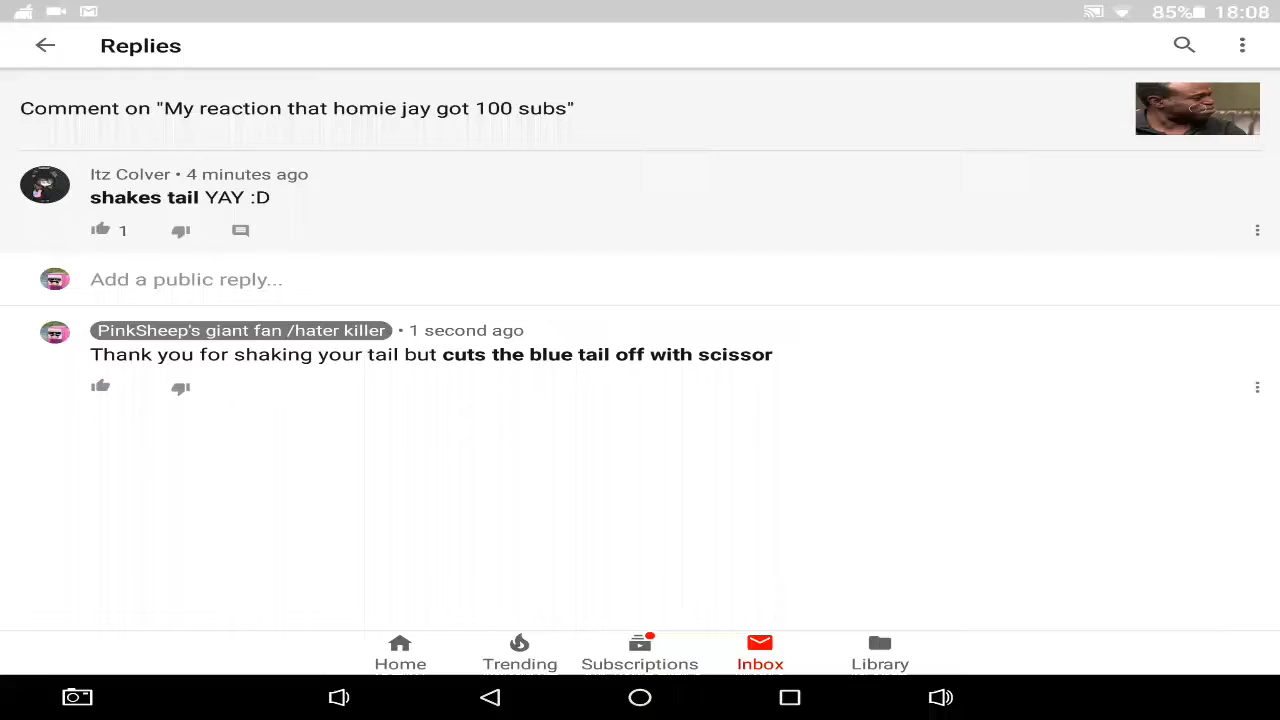 85% 18:08
Replies
Comment on "My reaction that homie jay got 100 subs"
Itz Colver • 4 minutes ago
shakes tail YAY :D
1
Add a public reply...
PinkSheep's giant fan /hater killer • 1 second ago
Thank you for shaking your tail but cuts the blue tail off with scissor
Home Trending Subscriptions Inbox Library